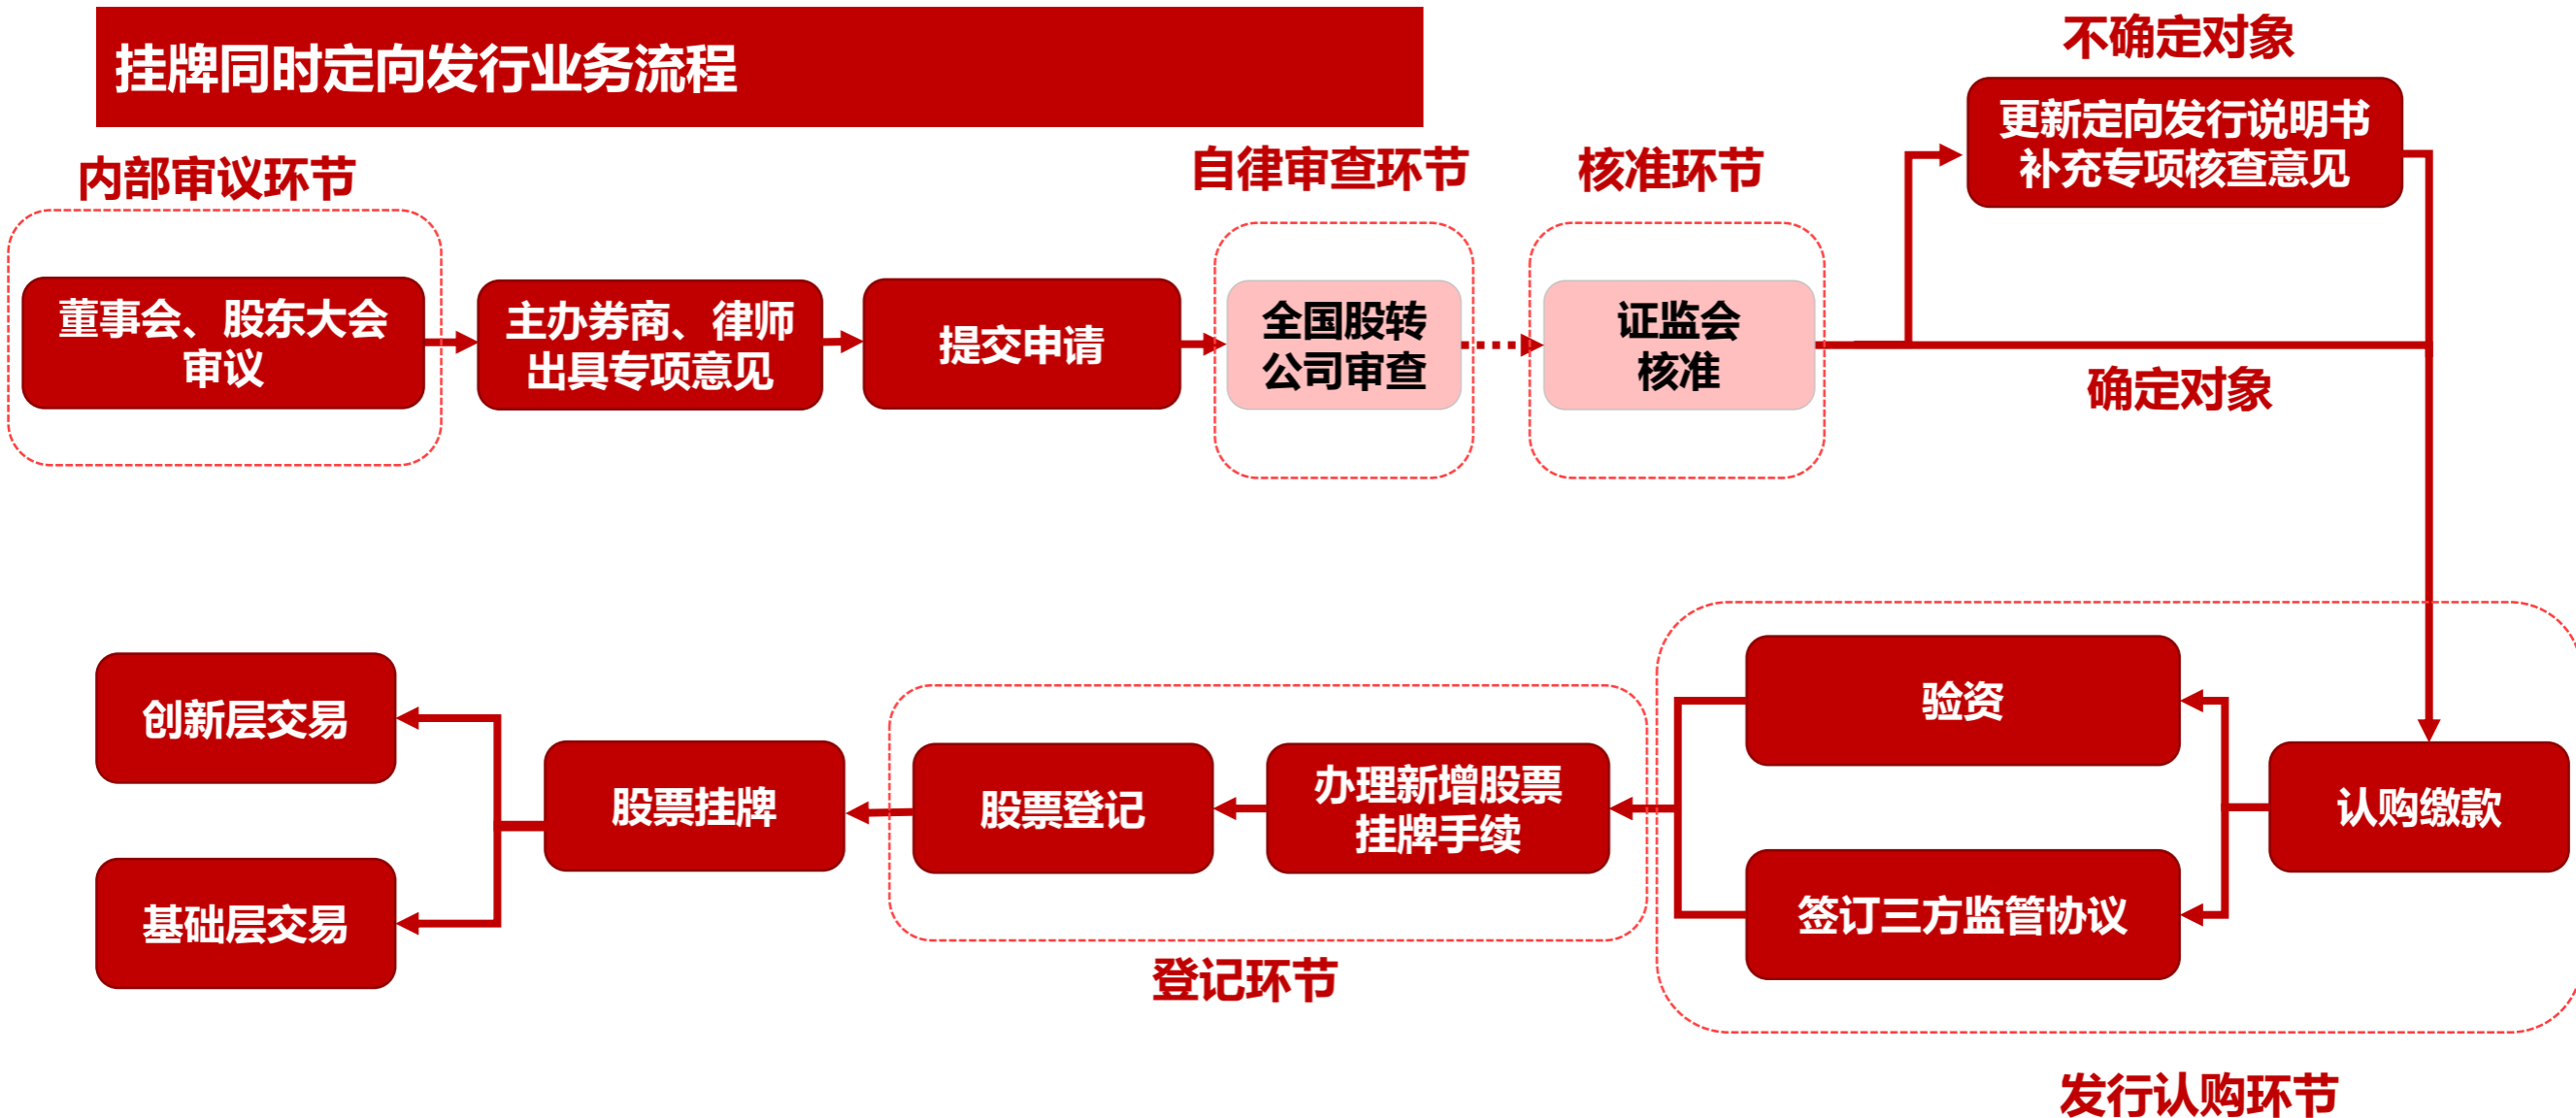 挂牌同时定向发行业务流程
不确定对象
更新定向发行说明书
补充专项核查意见
内部审议环节
自律审查环节
核准环节
董事会、股东大会
审议
主办券商、律师
出具专项意见
提交申请
全国股转
公司审查
证监会
核准
确定对象
创新层交易
基础层交易
股票挂牌
股票登记
办理新增股票
挂牌手续
验资
签订三方监管协议
认购缴款
登记环节
发行认购环节